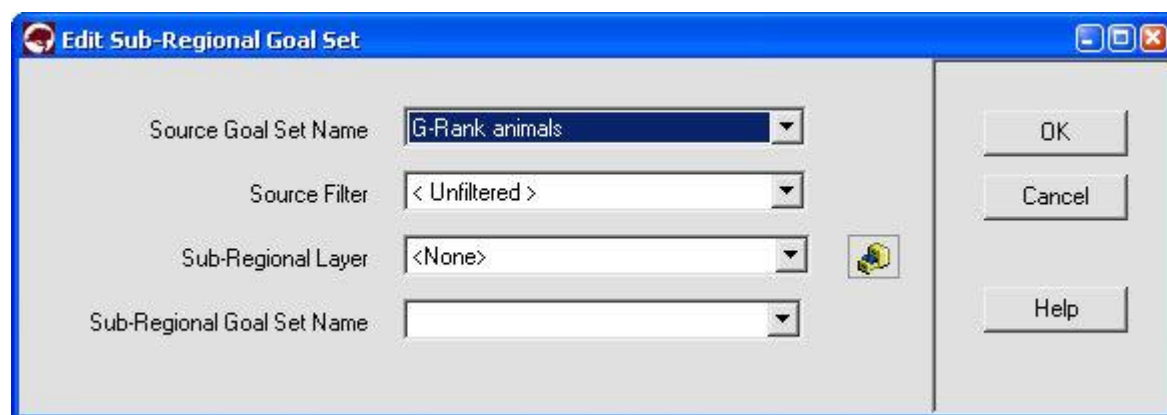 Edit Sub-Regional Goal Set
Source Goal Set Name G-Rank animals
Source Filter < Unfiltered >
Sub-Regional Layer <None>
Sub-Regional Goal Set Name
OK
Cancel
Help